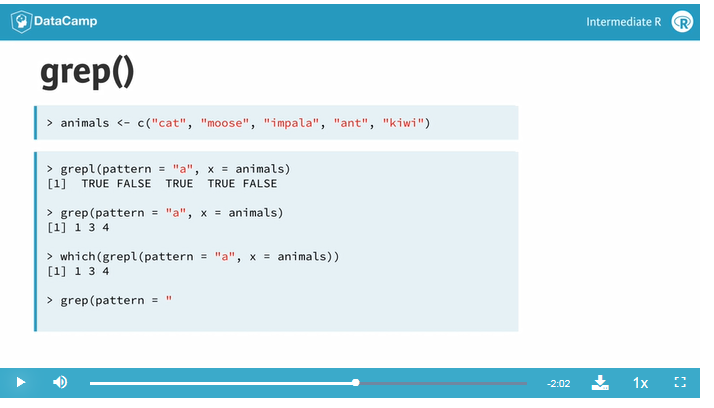 DataCamp
Intermediate R
grep()
> animals <- c("cat", "moose", "impala", "ant", "kiwi")
> grepl(pattern = "a", x = animals)
[1]  TRUE FALSE  TRUE  TRUE FALSE
> grep(pattern = "a", x = animals)
[1] 1 3 4
> which(grepl(pattern = "a", x = animals))
[1] 1 3 4
> grep(pattern = "
-2:02
1x